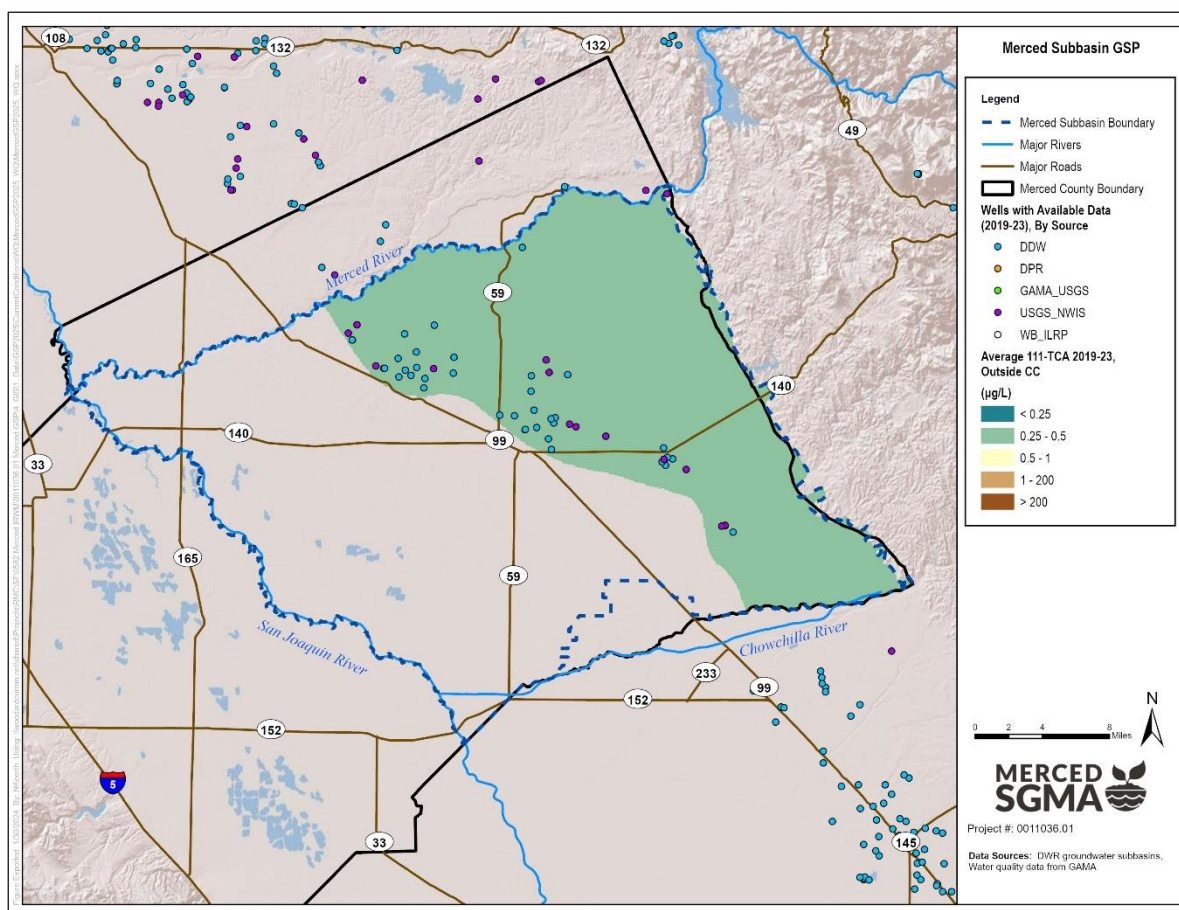 Merced Subbasin GSP
Legend
Merced Subbasin Boundary
Major Rivers
Major Roads
Merced County Boundary
Wells with Available Data
(2019-23), By Source
DDW
DPR
GAMA_USGS
USGS_NWIS
WB_ILRP
Average 111-TCA 2019-23,
Outside CC
(µg/L)
< 0.25
0.25 - 0.5
0.5 - 1
1 - 200
> 200
108
132
132
49
Merced River
59
140
140
99
33
165
59
San Joaquin River
Chowchilla River
233
99
152
152
5
33
145
N
0 2 4 8
Miles
MERCED
SGMA
Project #: 0011036.01
Data Sources: DWR groundwater subbasins,
Water quality data from GAMA